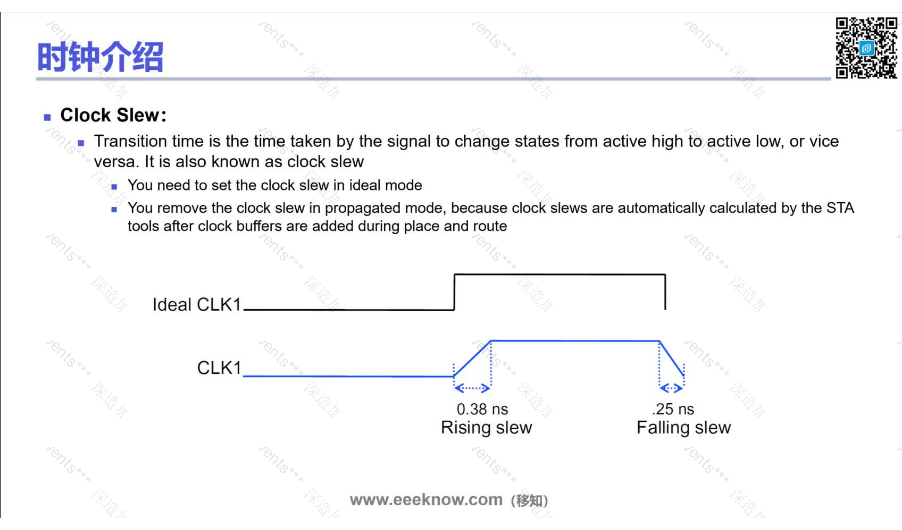 时钟介绍
Clock Slew:
Transition time is the time taken by the signal to change states from active high to active low, or vice
versa. It is also known as clock slew
You need to set the clock slew in ideal mode
You remove the clock slew in propagated mode, because clock slews are automatically calculated by the STA
tools after clock buffers are added during place and route
Ideal CLK1
CLK1
0.38 ns
.25 ns
Rising slew
Falling slew
www.eeeknow.com（移知）